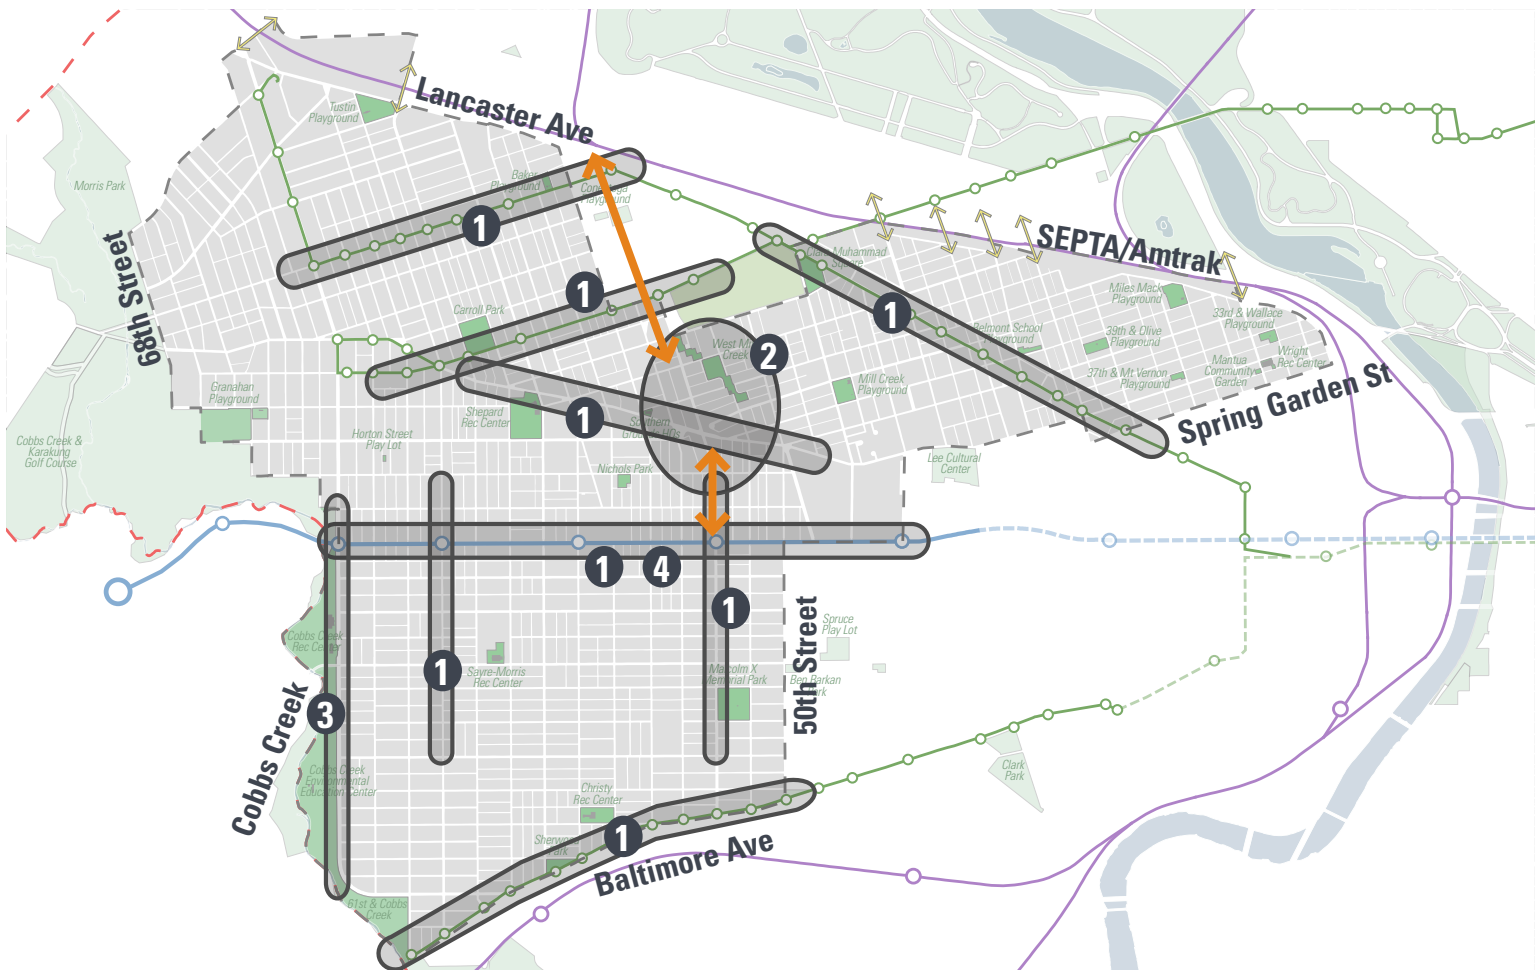 Lancaster Ave
Tustin
Playground
Morris Park
Baker
Playground
Conestoga
Playground
1
68th Street
SEPTA/Amtrak
Clara Muhammad
Square
1
Carroll Park
1
Miles Mack
Playground
33rd & Wallace
Playground
Belmont School
Playground
39th & Olive
Playground
West Mill
Creek
2
Wright
Rec Center
Mantua
Community
Garden
37th & Mt Vernon
Playground
Mill Creek
Playground
Spring Garden St
Granahan
Playground
Shepard
Rec Center
1
Southern
Horton Street
Play Lot
Cobbs Creek &
Karakung
Golf Course
Nichols Park
Lee Cultural
Center
1
4
1
Cobbs Creek
Rec Center
Spruce
Play Lot
50th Street
Sayre-Morris
Rec Center
1
Malcolm X
Memorial Park
Ben Barkan
Park
3
Cobbs Creek
Cobbs Creek
Environmental
Education Center
Clark
Park
Christy
Rec Center
1
Sherwood
Park
Baltimore Ave
61st & Cobbs
Creek